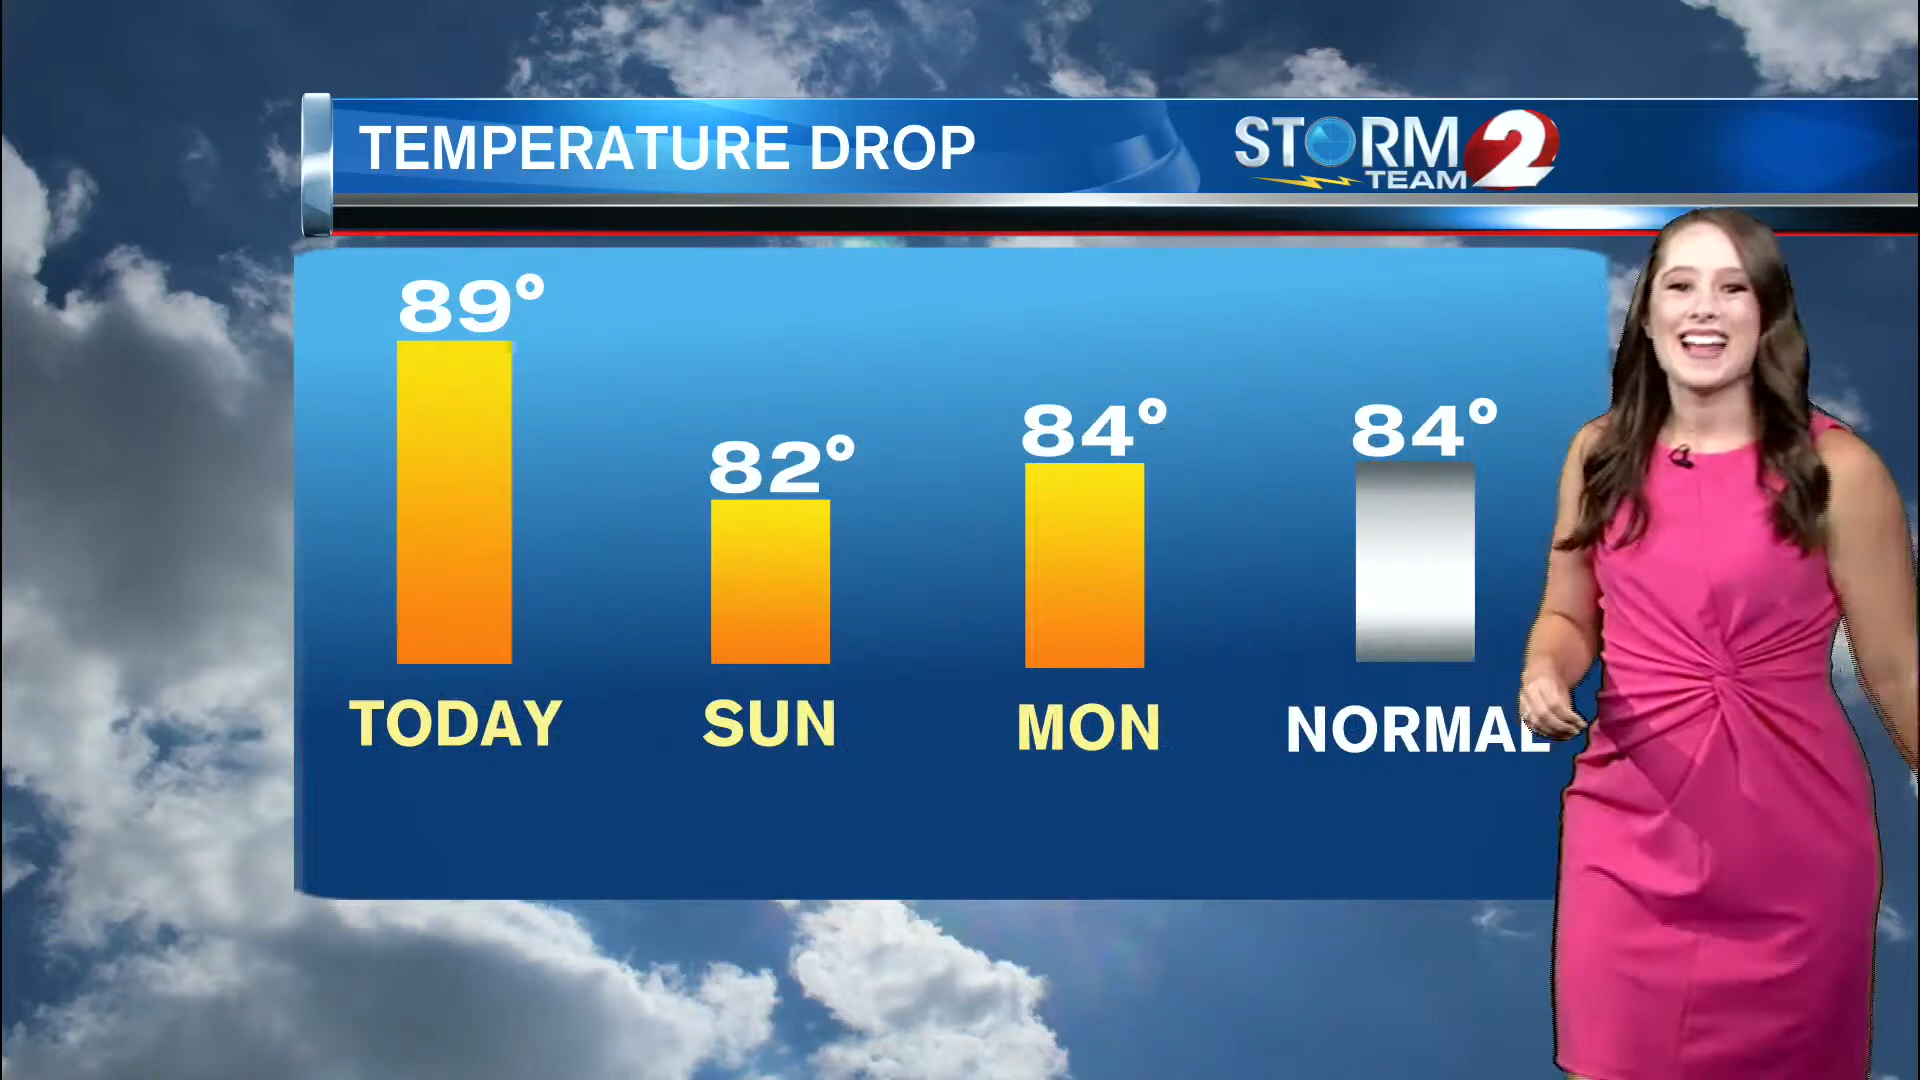 TEMPERATURE DROP
STORM
TEAM 2
89°
82°
84°
84°
TODAY
SUN
MON
NORMAL